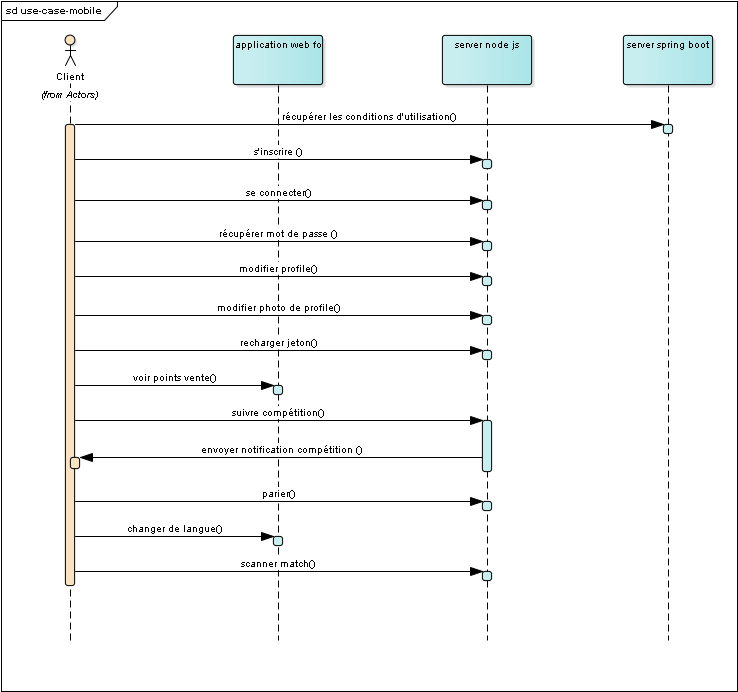 sd use-case-mobile
application web fo
server node js
server spring boot
Client
(from Actors)
récupérer les conditions d'utilisation()
s'inscrire ()
se connecter()
récupérer mot de passe ()
modifier profile()
modifier photo de profile()
recharger jeton()
voir points vente()
suivre compétition()
envoyer notification compétition ()
parier()
changer de langue()
scanner match()